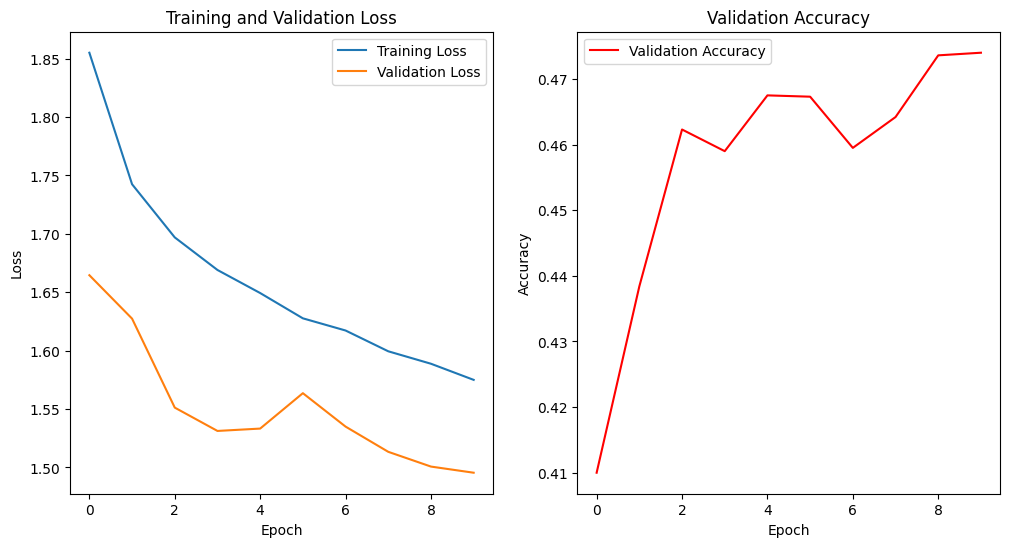 Training and Validation Loss
Training Loss
Validation Loss
1.85
1.80
1.75
1.70
1.65
1.60
1.55
1.50
Loss
0 2 4 6 8
Epoch
Validation Accuracy
Validation Accuracy
0.47
0.46
0.45
0.44
0.43
0.42
0.41
Accuracy
0 2 4 6 8
Epoch